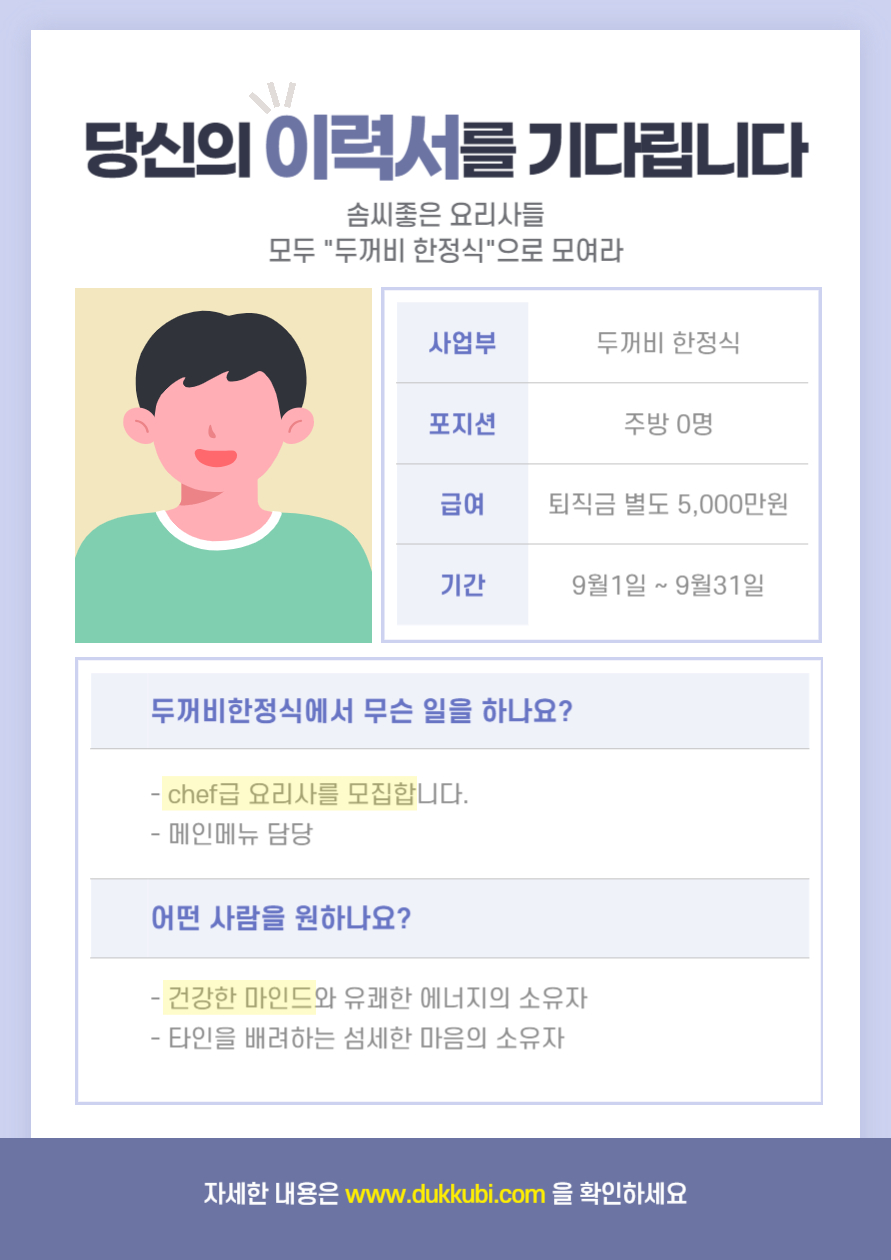 당신의 이력서를 기다립니다
솜씨좋은 요리사들
모두 "두꺼비 한정식"으로 모여라
사업부 두꺼비 한정식
포지션 주방 0명
급여 퇴직금 별도 5,000만원
기간 9월1일 ~ 9월31일
두꺼비한정식에서 무슨 일을 하나요?
- chef급 요리사를 모집합니다.
- 메인메뉴 담당
어떤 사람을 원하나요?
- 건강한 마인드와 유쾌한 에너지의 소유자
- 타인을 배려하는 섬세한 마음의 소유자
자세한 내용은 www.dukkubi.com 을 확인하세요